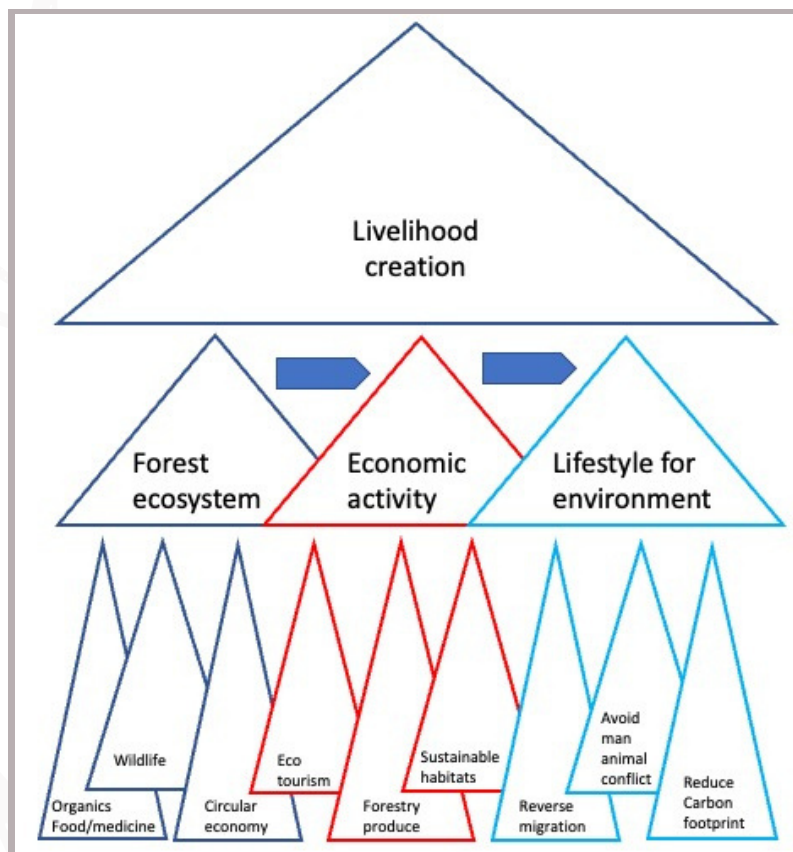 Livelihood
creation
Forest
ecosystem
Economic
activity
Lifestyle for
environment
Organics
Food/medicine
Wildlife
Circular
economy
Eco
tourism
Forestry
produce
Sustainable
habitats
Reverse
migration
Avoid
man
animal
conflict
Reduce
Carbon
footprint